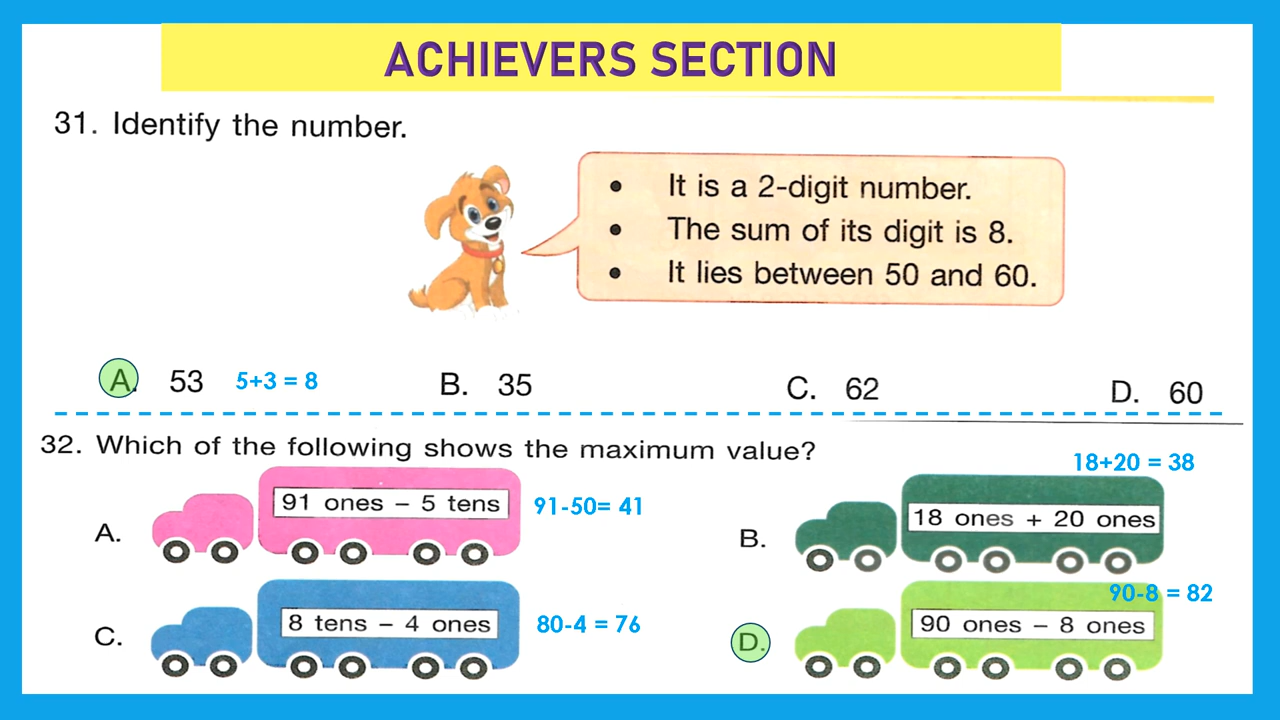 ACHIEVERS SECTION
31. Identify the number.
• It is a 2-digit number.
• The sum of its digit is 8.
• It lies between 50 and 60.
A. 53 5+3 = 8 B. 35 C. 62 D. 60
32. Which of the following shows the maximum value?
18+20 = 38
A. 91 ones – 5 tens 91-50= 41
B. 18 ones + 20 ones
90-8 = 82
C. 8 tens – 4 ones 80-4 = 76
D. 90 ones – 8 ones